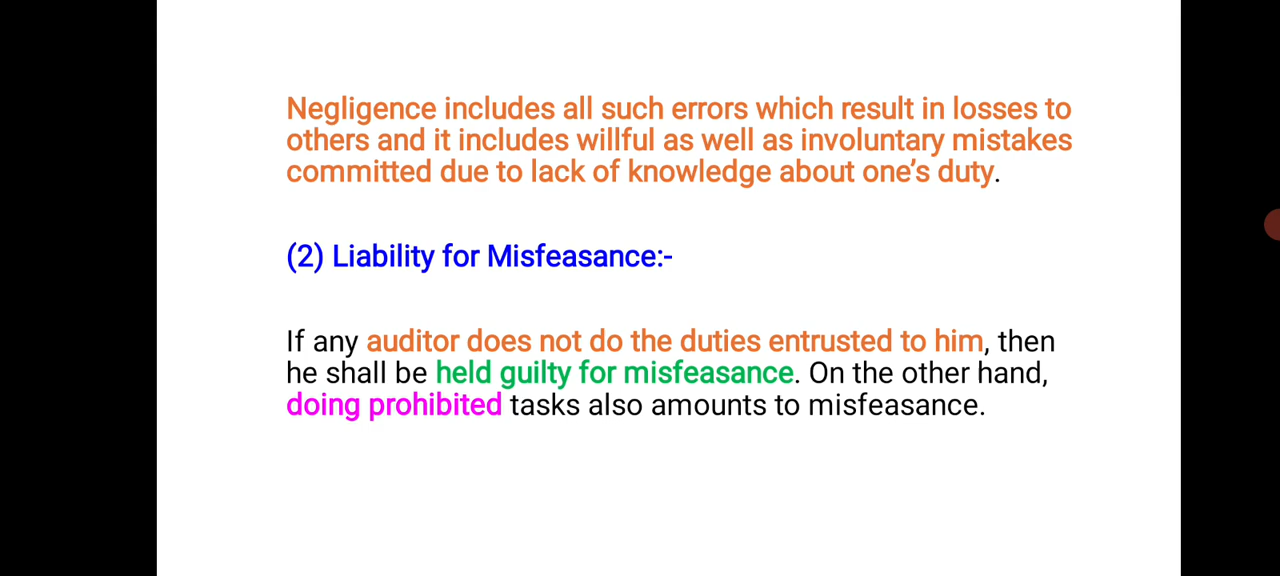 Negligence includes all such errors which result in losses to
others and it includes willful as well as involuntary mistakes
committed due to lack of knowledge about one's duty.
(2) Liability for Misfeasance:-
If any auditor does not do the duties entrusted to him, then
he shall be held guilty for misfeasance. On the other hand,
doing prohibited tasks also amounts to misfeasance.